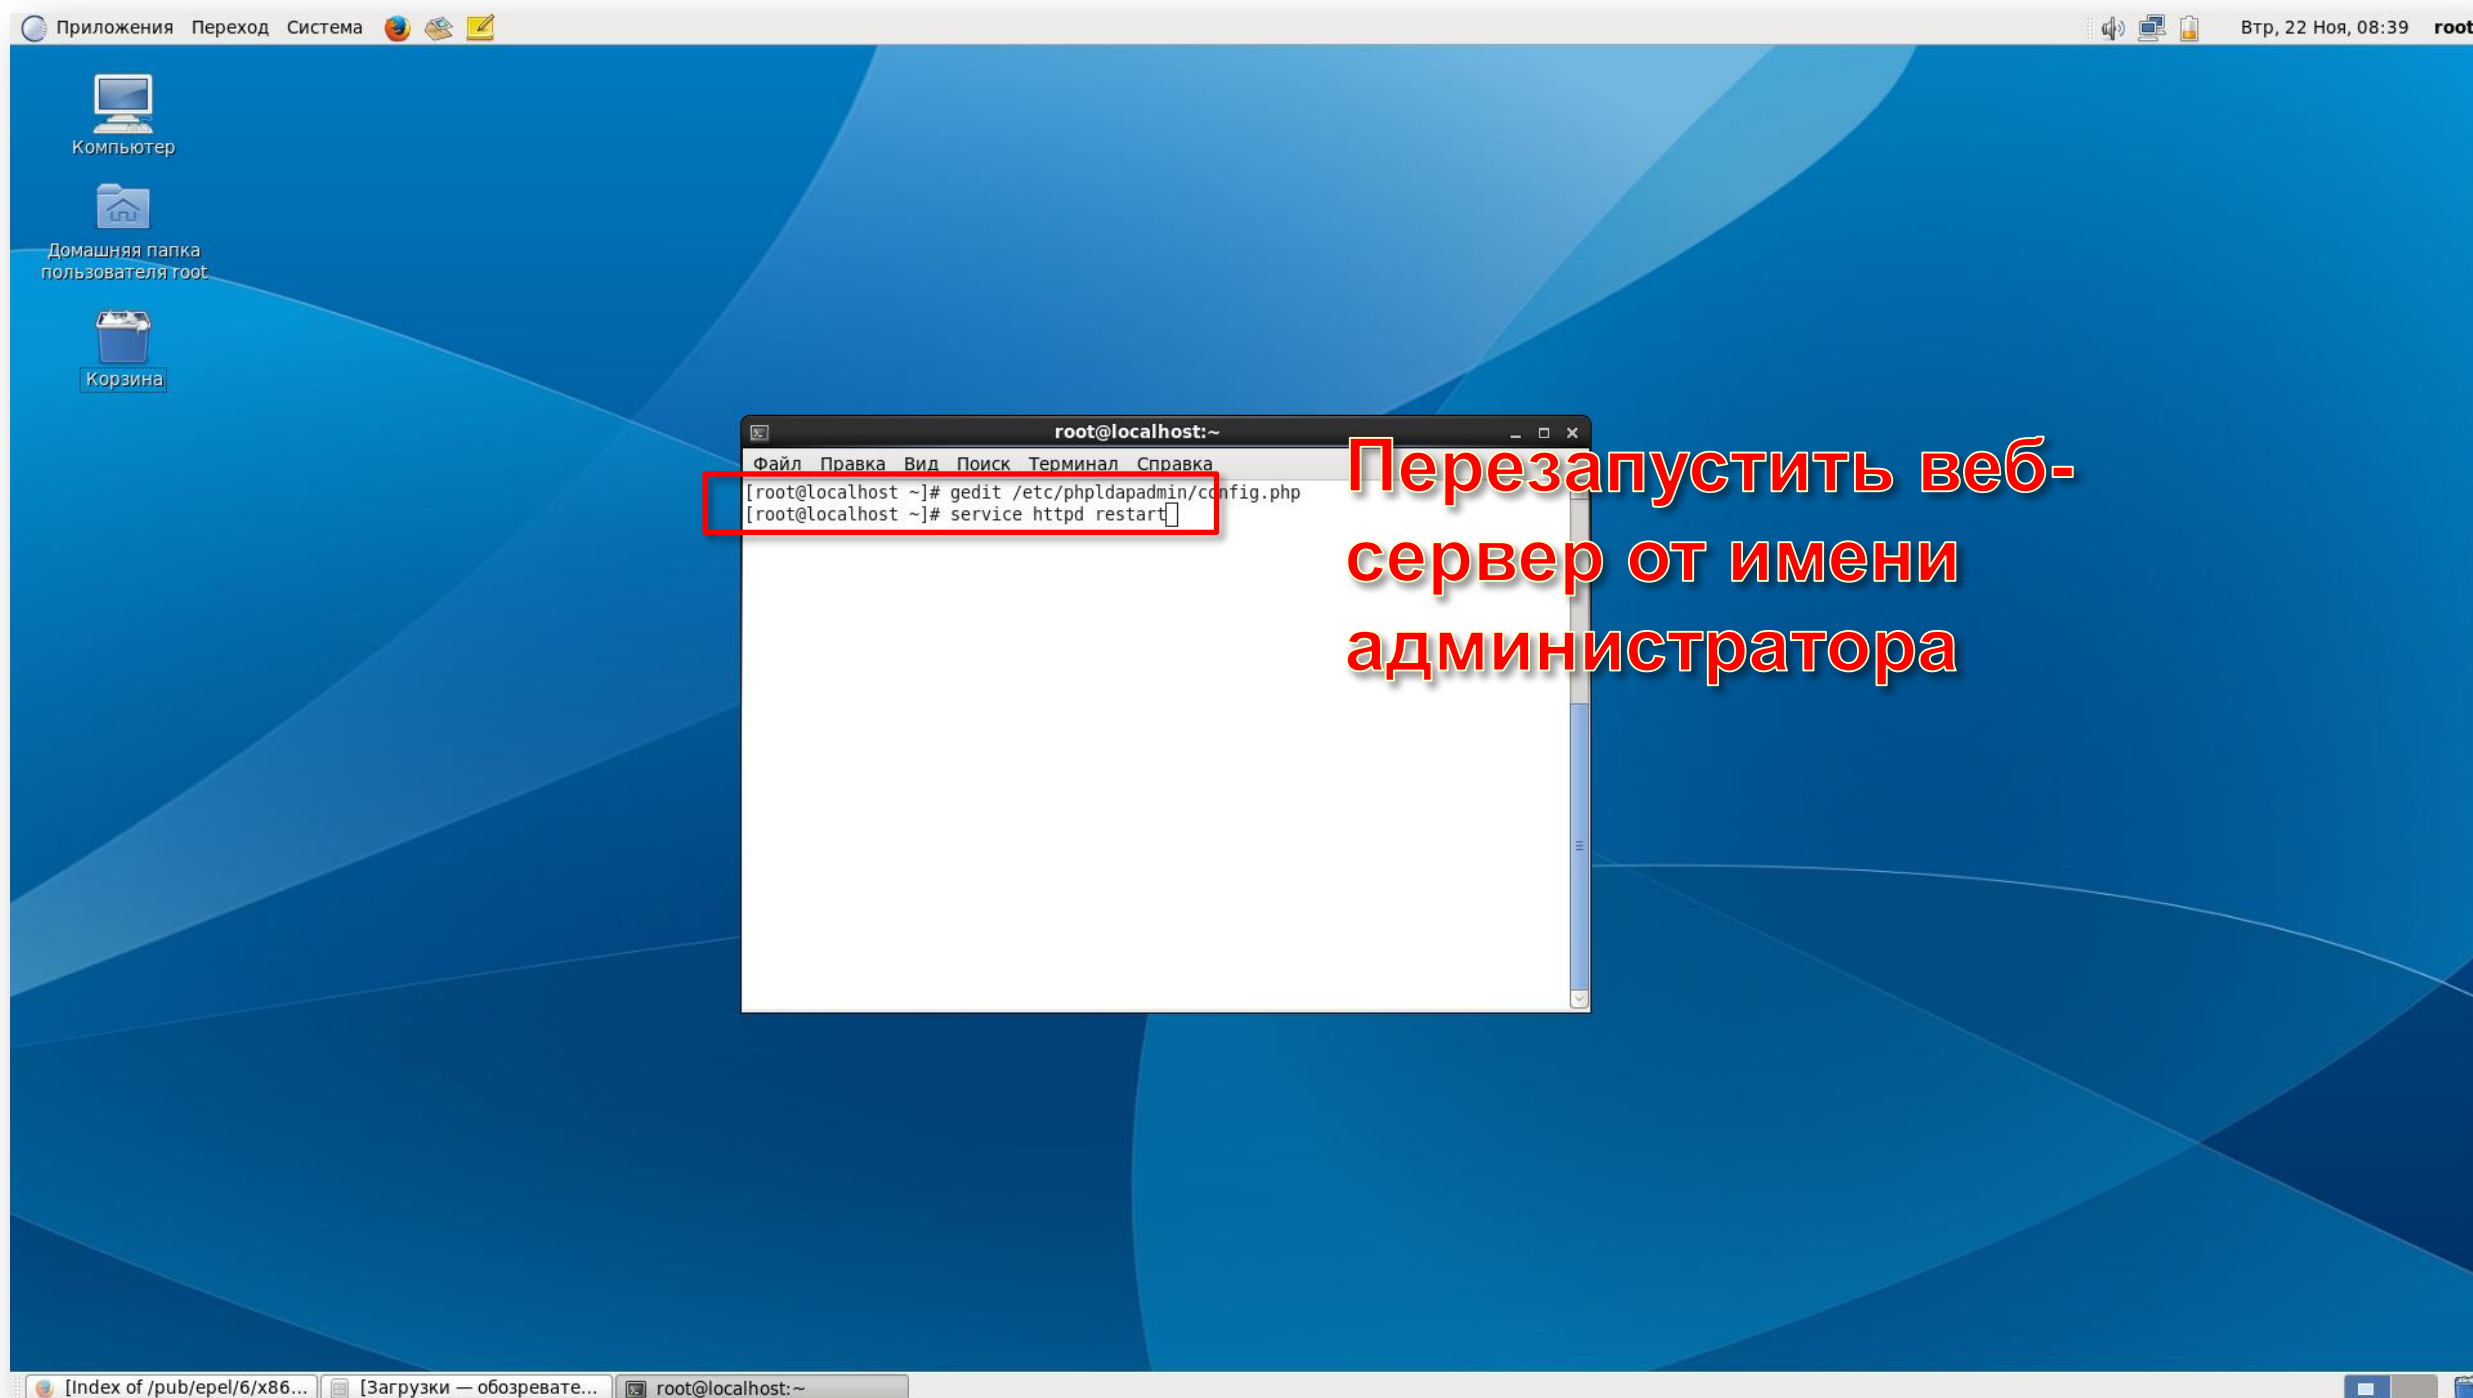 Приложения Переход Система
Втр, 22 Ноя, 08:39 root
Компьютер
Домашняя папка
пользователя root
Корзина
root@localhost:~
Файл Правка Вид Поиск Терминал Справка
[root@localhost ~]# gedit /etc/phpldapadmin/config.php
[root@localhost ~]# service httpd restart
Перезапустить веб-
сервер от имени
администратора
[Index of /pub/epel/6/x86...
[Загрузки — обозревате...
root@localhost:~